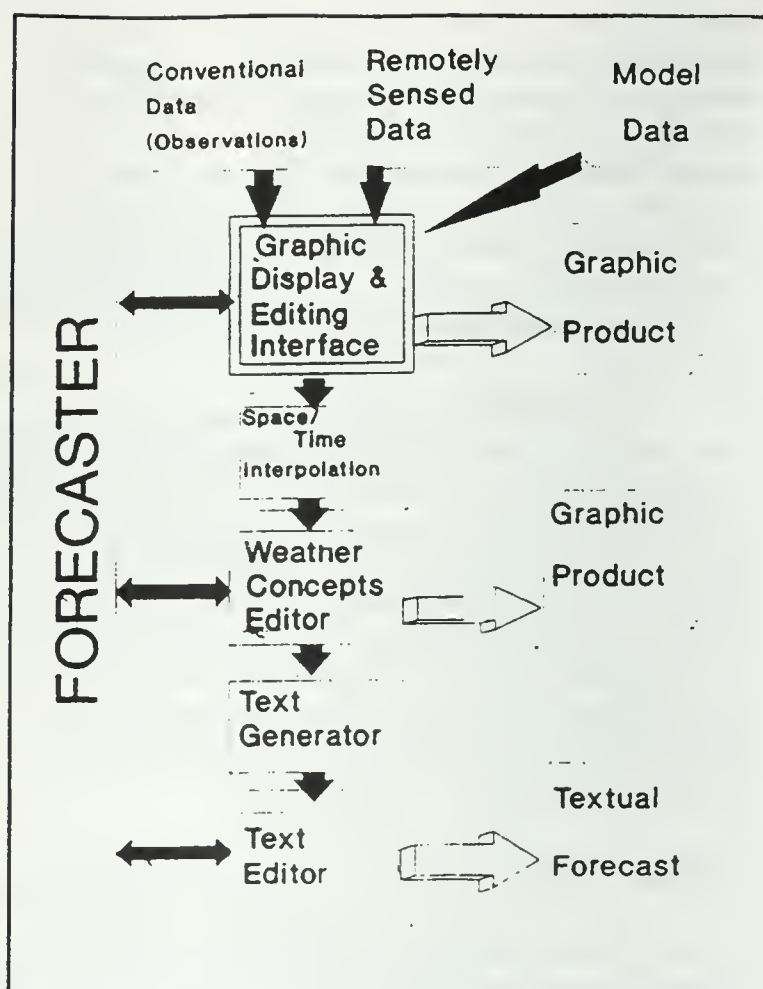 Conventional
Data
(Observations)
Remotely
Sensed
Data
Model
Data
Graphic
Display &
Editing
Interface
Graphic
Product
FORECASTER
Space/
Time
Interpolation
Weather
Concepts
Editor
Graphic
Product
Text
Generator
Text
Editor
Textual
Forecast